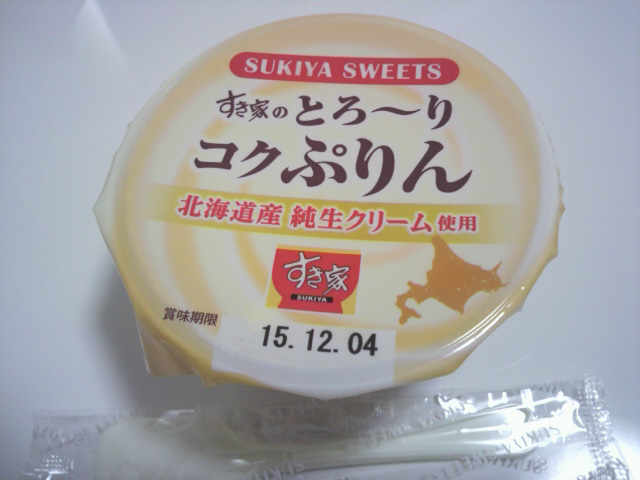 SUKIYA SWEETS
すき家のとろ〜り
コクぷりん
北海道産 純生クリーム使用
すき家
SUKIYA
賞味期限
15.12.04
SUKIYA